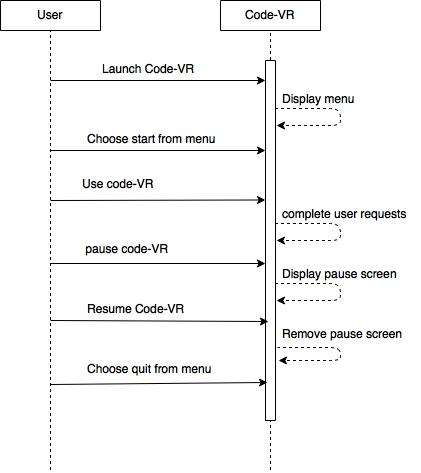 User
Code-VR
Launch Code-VR
Display menu
Choose start from menu
Use code-VR
complete user requests
pause code-VR
Display pause screen
Resume Code-VR
Remove pause screen
Choose quit from menu